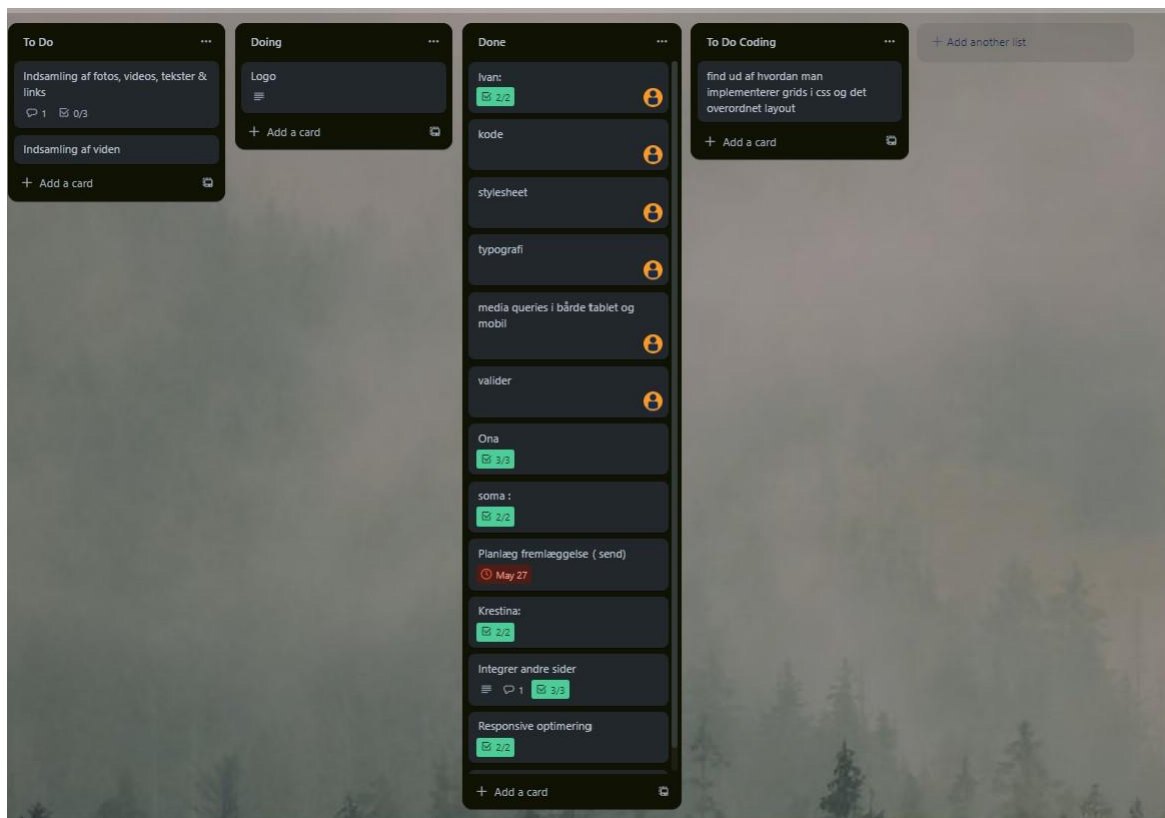 To Do
Indsamling af fotos, videos, tekster &
links
1 0/3
Indsamling af viden
+ Add a card
Doing
Logo
+ Add a card
Done
Ivan:
2/2
kode
stylesheet
typografi
media queries i bårde tablet og
mobil
valider
Ona
3/3
soma :
2/2
Planlæg fremlæggelse ( send)
May 27
Krestina:
2/2
Integrer andre sider
1 3/3
Responsive optimering
2/2
+ Add a card
To Do Coding
find ud af hvordan man
implementerer grids i css og det
overordnet layout
+ Add a card
+ Add another list